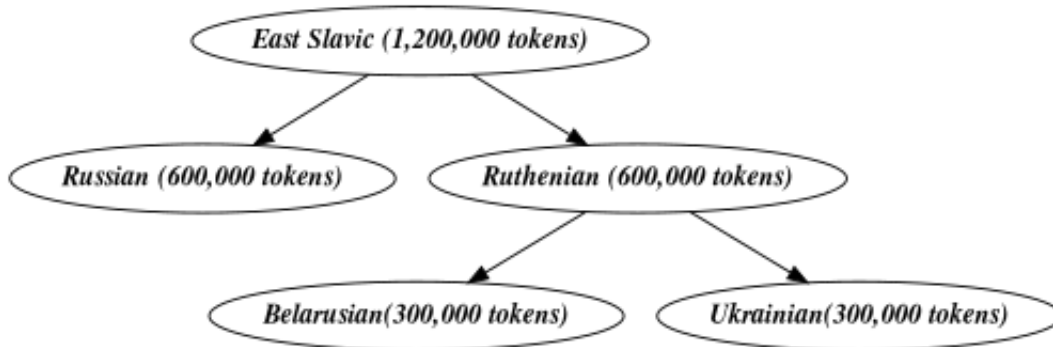 East Slavic (1,200,000 tokens)
Russian (600,000 tokens)
Ruthenian (600,000 tokens)
Belarusian(300,000 tokens)
Ukrainian(300,000 tokens)